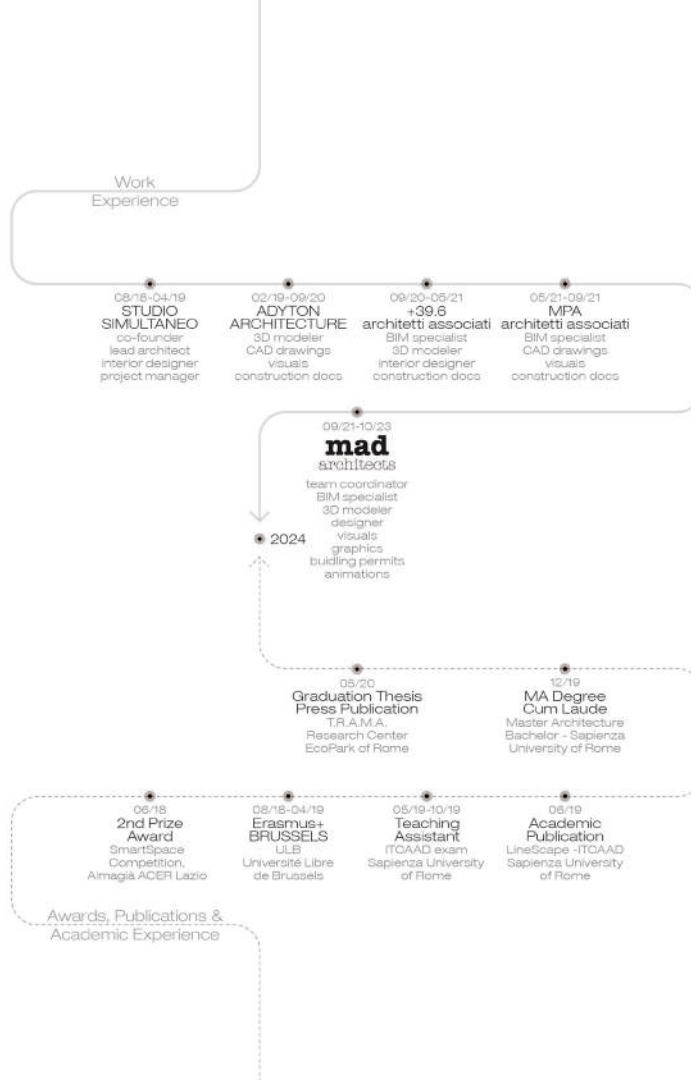 Work
Experience
08/18-04/19
STUDIO
SIMULTANEO
co-founder
lead architect
interior designer
project manager
02/19-09/20
ADYTON
ARCHITECTURE
3D modeler
CAD drawings
visuals
construction docs
09/20-05/21
+39.6
architetti associati
BIM specialist
3D modeler
interior designer
construction docs
05/21-09/21
MPA
architetti associati
BIM specialist
CAD drawings
visuals
construction docs
09/21-10/23
mad
architects
team coordinator
BIM specialist
3D modeler
designer
visuals
graphics
buidling permits
animations
2024
05/20
Graduation Thesis
Press Publication
T.R.A.M.A.
Research Center
EcoPark of Rome
12/19
MA Degree
Cum Laude
Master Architecture
Bachelor - Sapienza
University of Rome
06/18
2nd Prize
Award
SmartSpace
Competition,
Almagià ACER Lazio
08/18-04/19
Erasmus+
BRUSSELS
ULB
Université Libre
de Brussels
05/19-10/19
Teaching
Assistant
ITCAAD exam
Sapienza University
of Rome
06/19
Academic
Publication
LineScape -ITCAAD
Sapienza University
of Rome
Awards, Publications &
Academic Experience